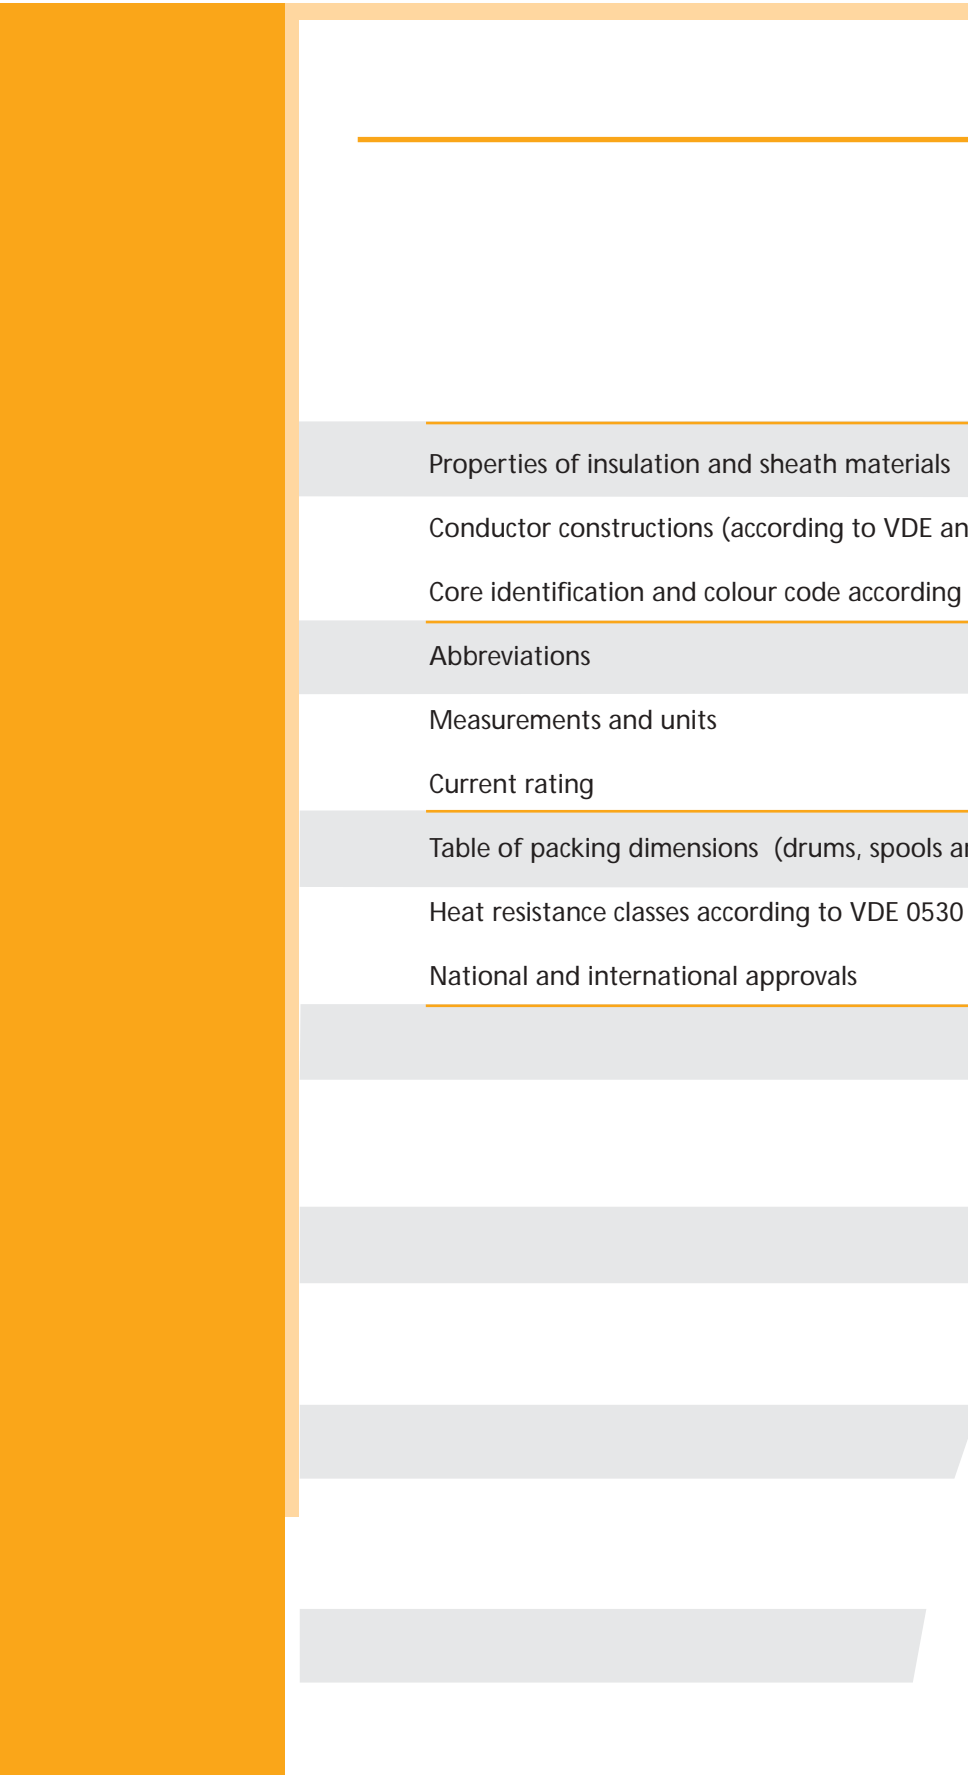 Properties of insulation and sheath materials
Conductor constructions (according to VDE an
Core identification and colour code according
Abbreviations
Measurements and units
Current rating
Table of packing dimensions (drums, spools
Heat resistance classes according to VDE 0530
National and international approvals